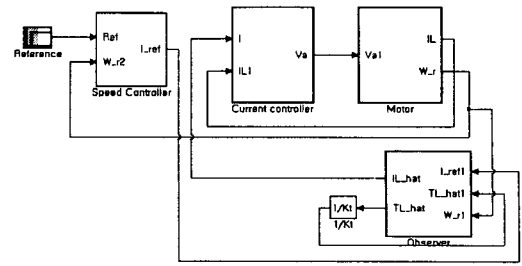 Reference
Ref
W_r2
I_ref
Speed Controller
I
IL1
Va
Current controller
Va1
IL
W_r
Motor
IL_hat
TL_hat
I_ref1
TL_hat1
W_r1
Observer
1/Kt
1/Kt